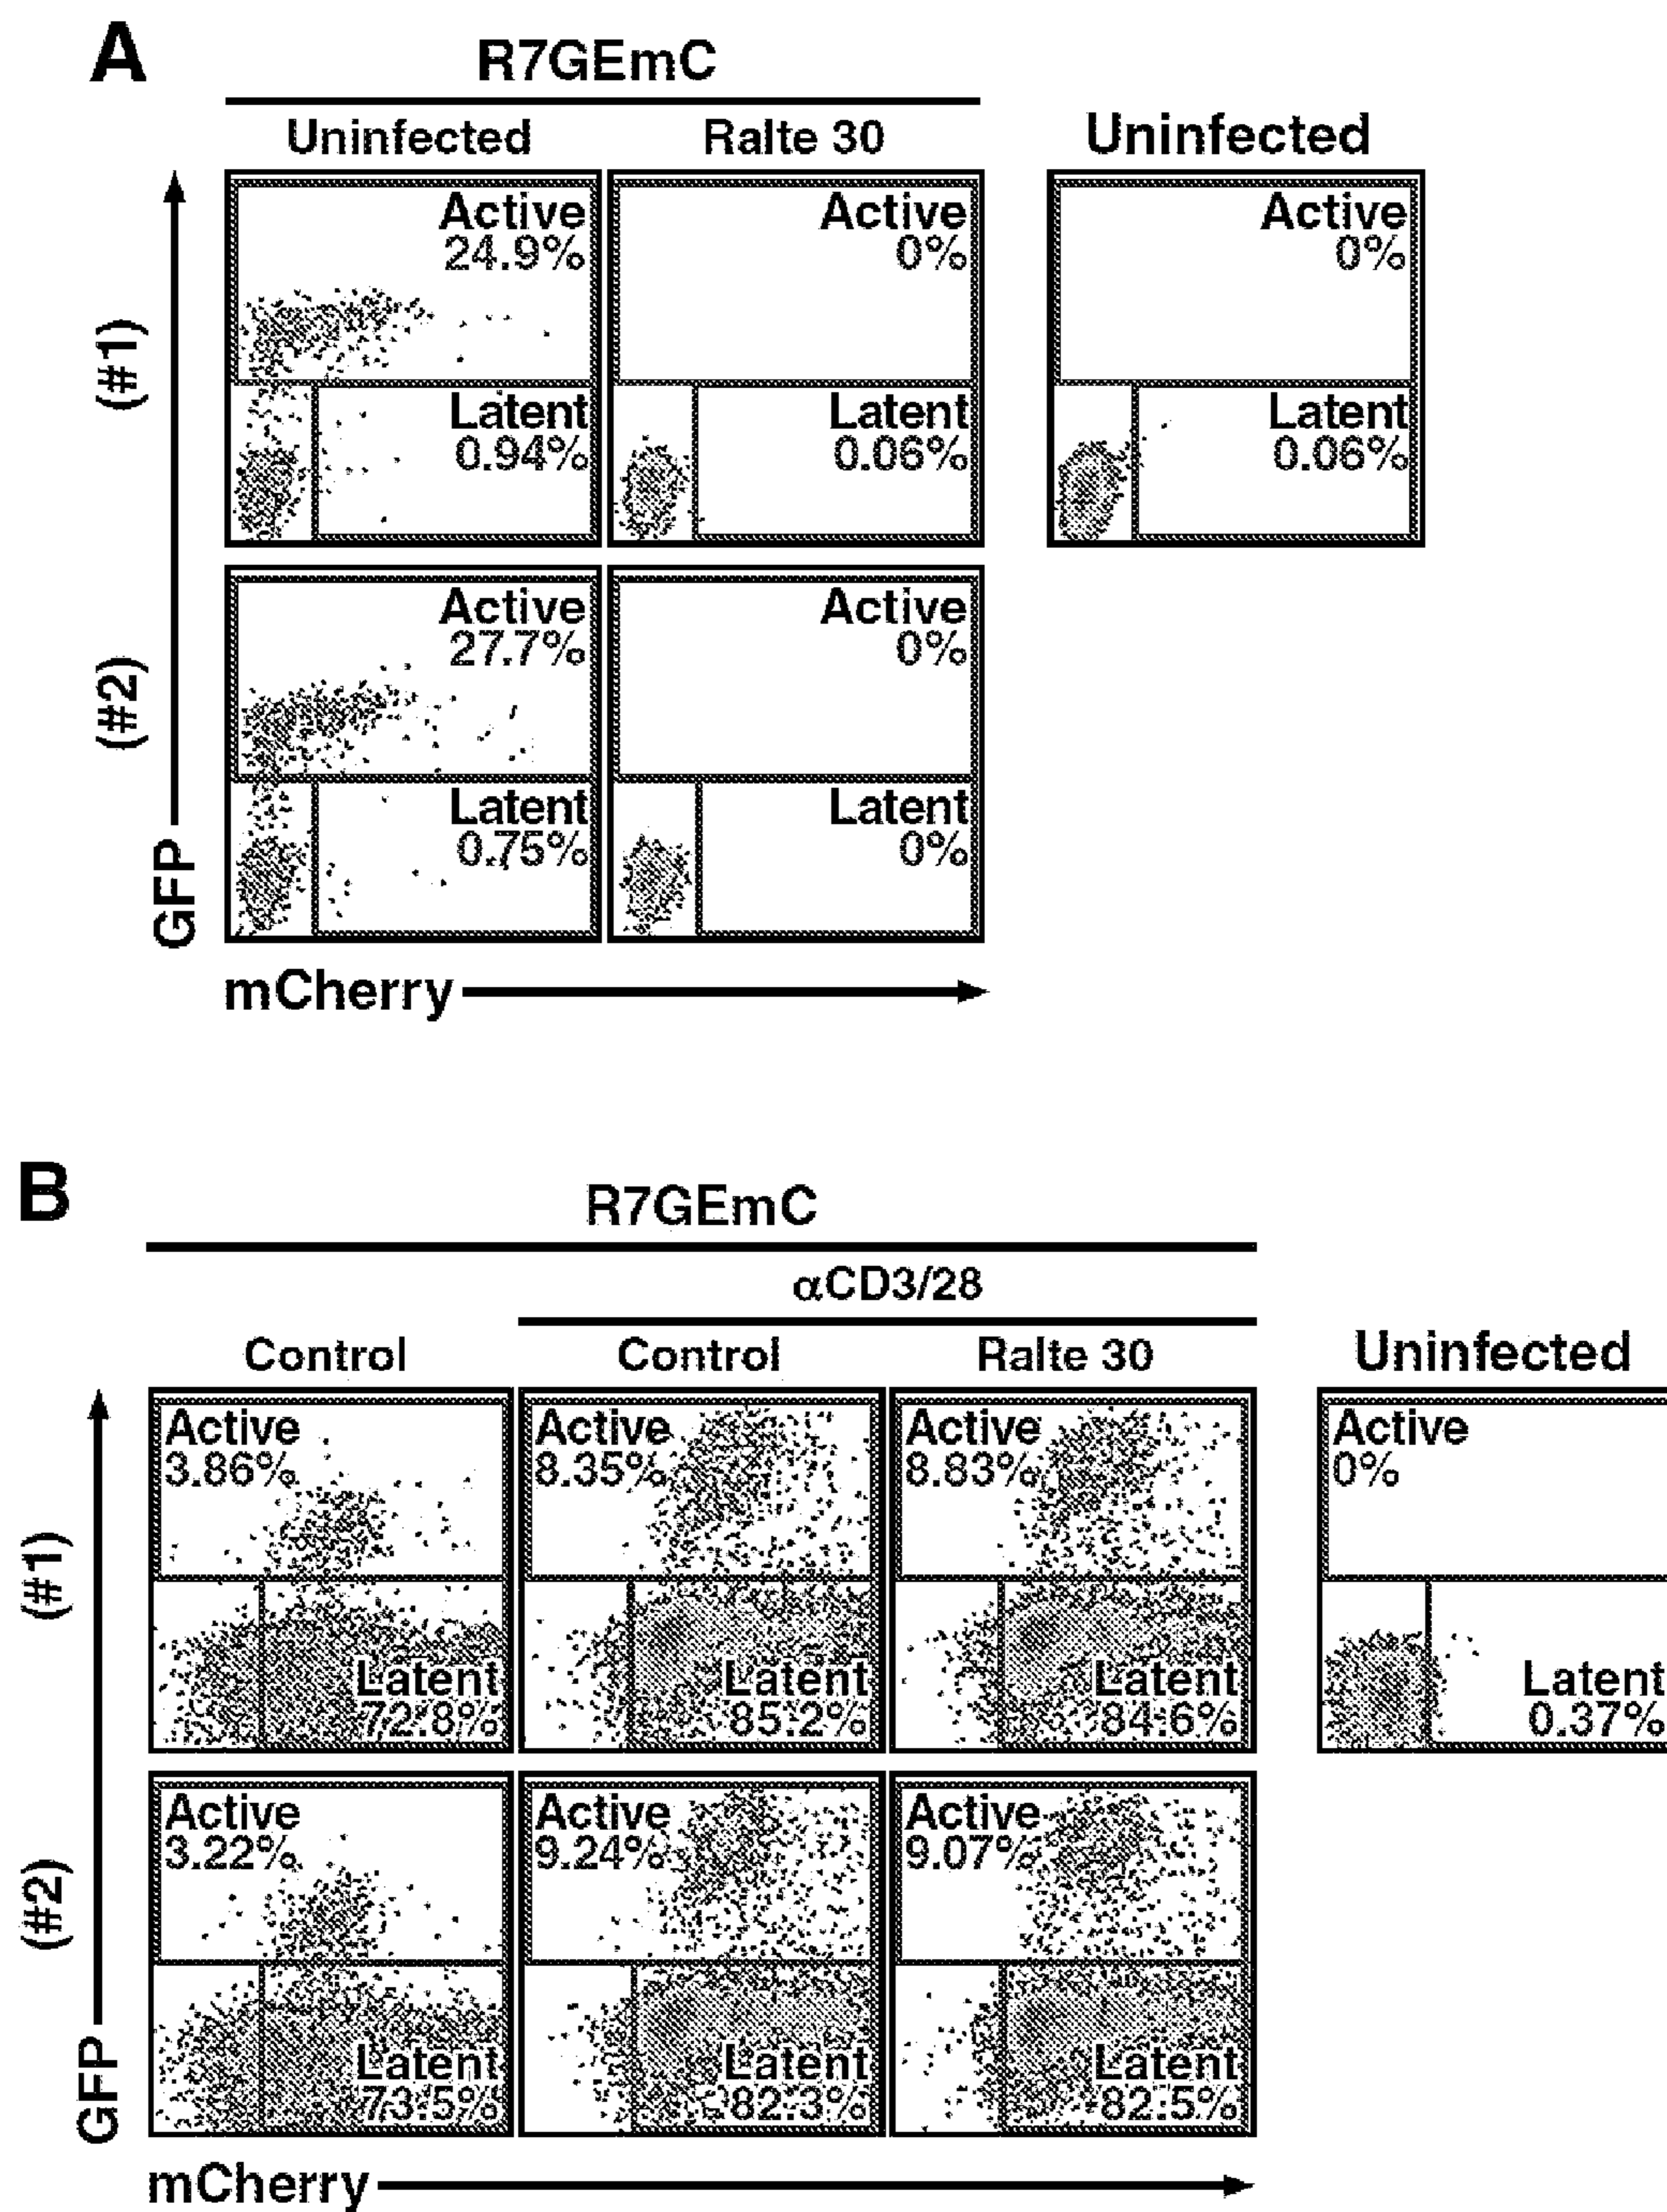 A
R7GEmC
Uninfected
Ralte 30
Uninfected
(#1)
Active
24.9%
Latent
0.94%
Active
0%
Latent
0.06%
Active
0%
Latent
0.06%
(#2)
Active
27.7%
Latent
0.75%
Active
0%
Latent
0%
GFP
mCherry
B
R7GEmC
αCD3/28
Control
Control
Ralte 30
Uninfected
(#1)
Active
3.86%
Latent
72.8%
Active
8.35%
Latent
85.2%
Active
8.83%
Latent
84.6%
Active
0%
Latent
0.37%
(#2)
Active
3.22%
Latent
73.5%
Active
9.24%
Latent
82.3%
Active
9.07%
Latent
82.5%
GFP
mCherry